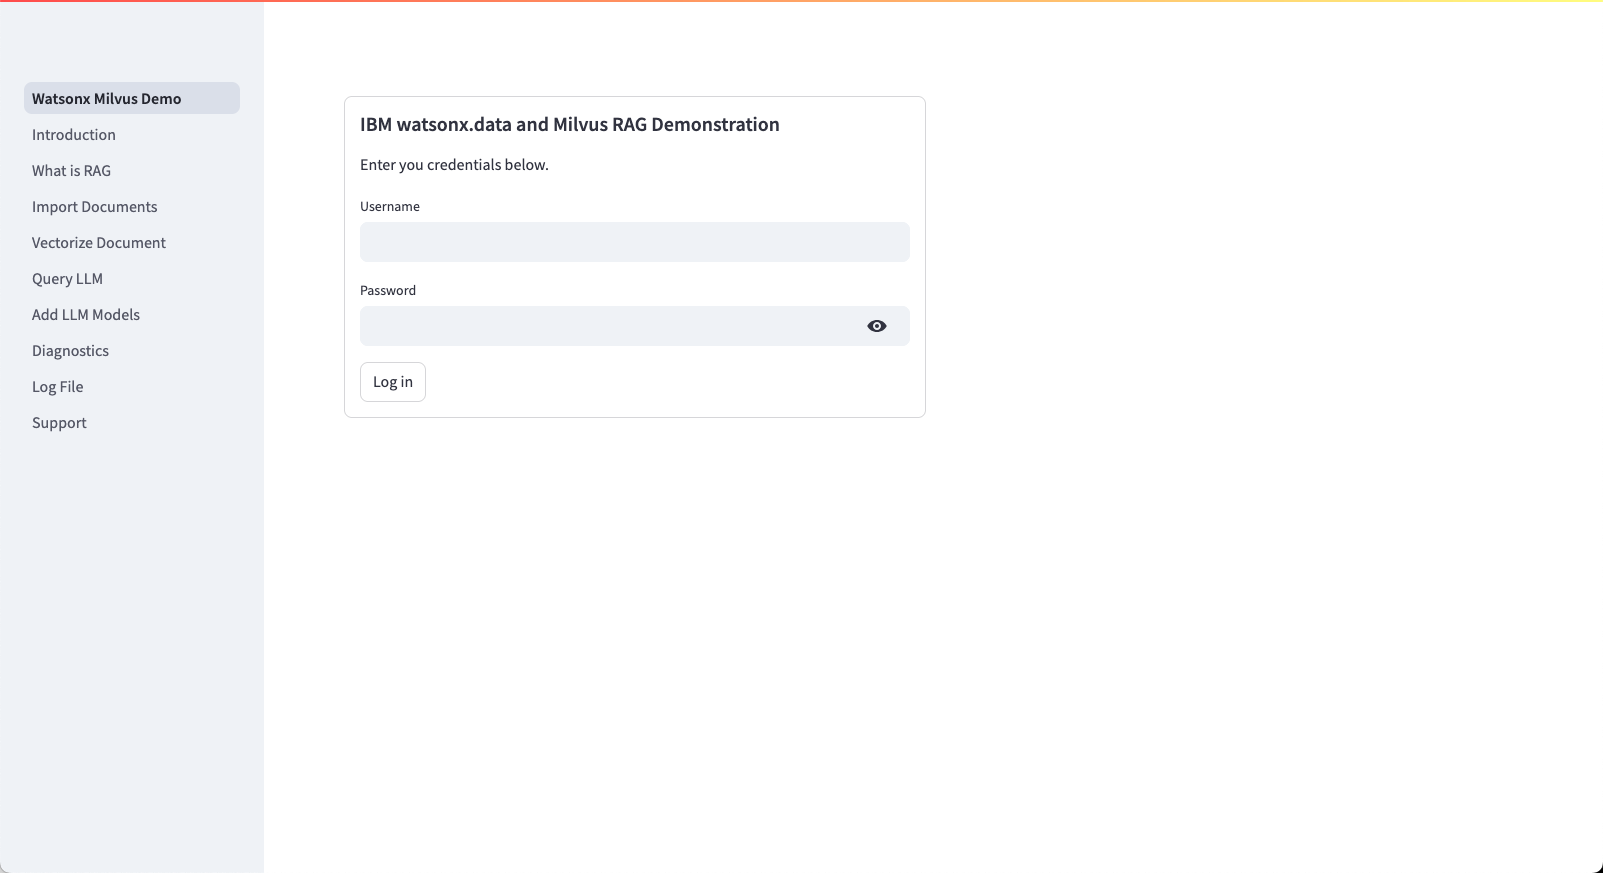 Watsonx Milvus Demo
Introduction
What is RAG
Import Documents
Vectorize Document
Query LLM
Add LLM Models
Diagnostics
Log File
Support
IBM watsonx.data and Milvus RAG Demonstration
Enter you credentials below.
Username
Password
Log in